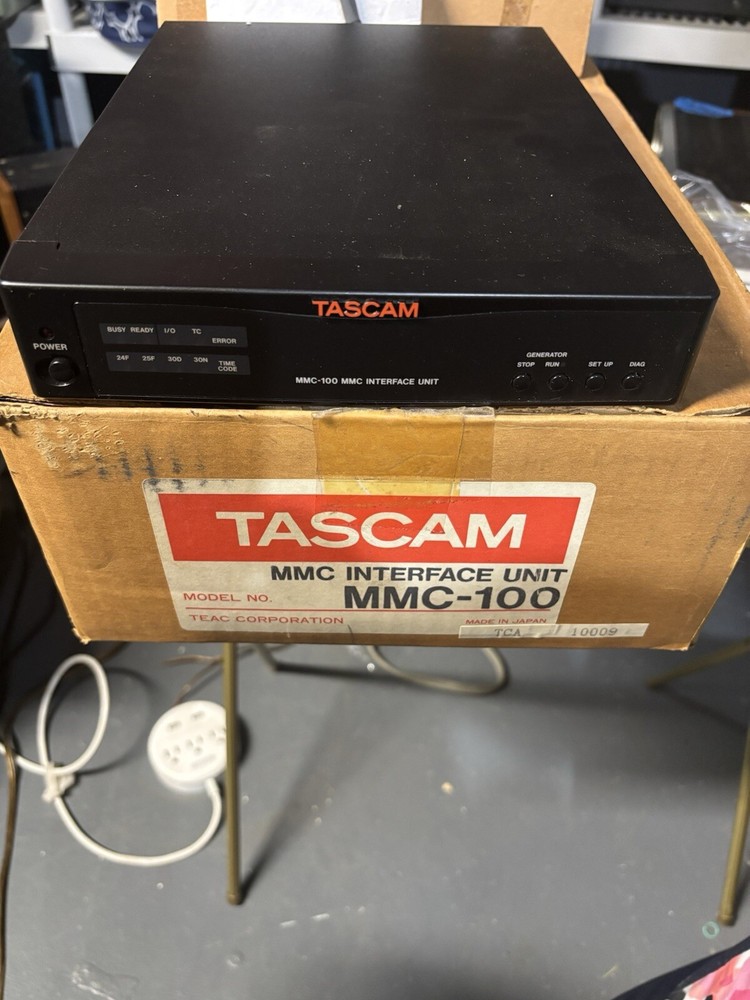 TASCAM
BUSY READY I/O TC ERROR
POWER
24F 25F 30D 30N TIME CODE
MMC-100 MMC INTERFACE UNIT
GENERATOR
STOP RUN SET UP DIAG
TASCAM
MMC INTERFACE UNIT
MODEL NO. MMC-100
TEAC CORPORATION MADE IN JAPAN
TCA 10009